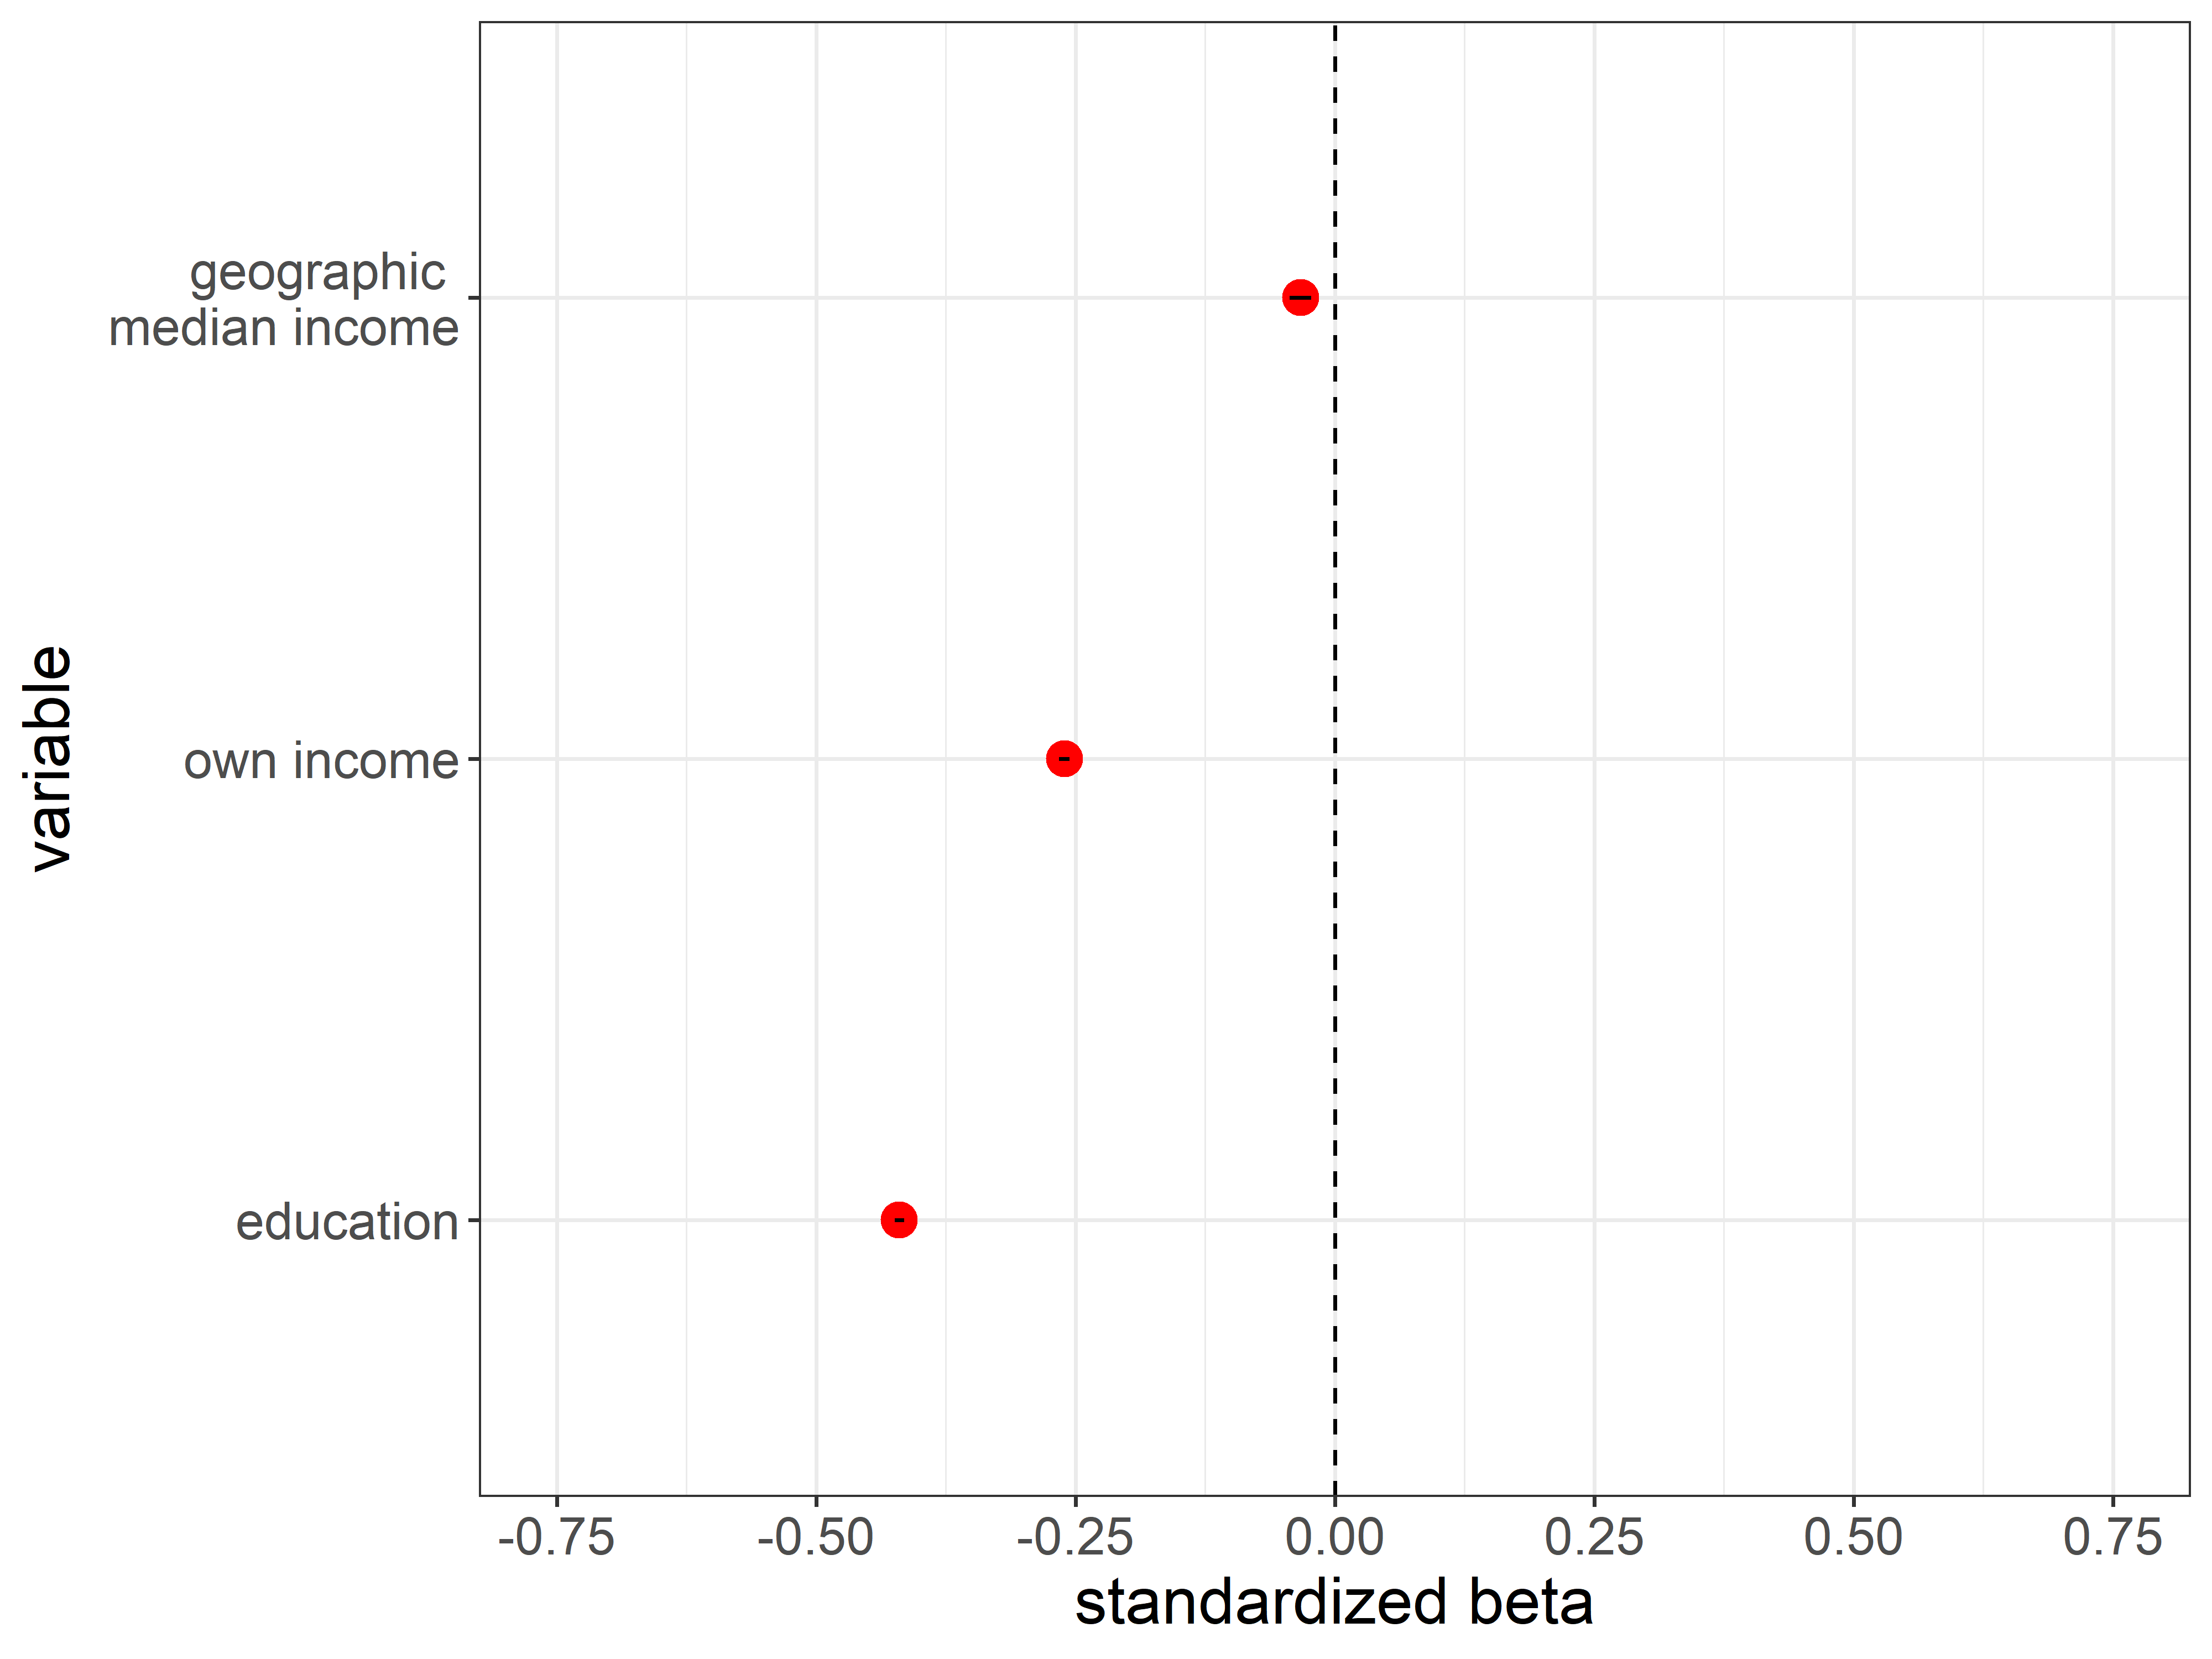 variable
geographic
median income
own income
education
-0.75
-0.50
-0.25
0.00
0.25
0.50
0.75
standardized beta